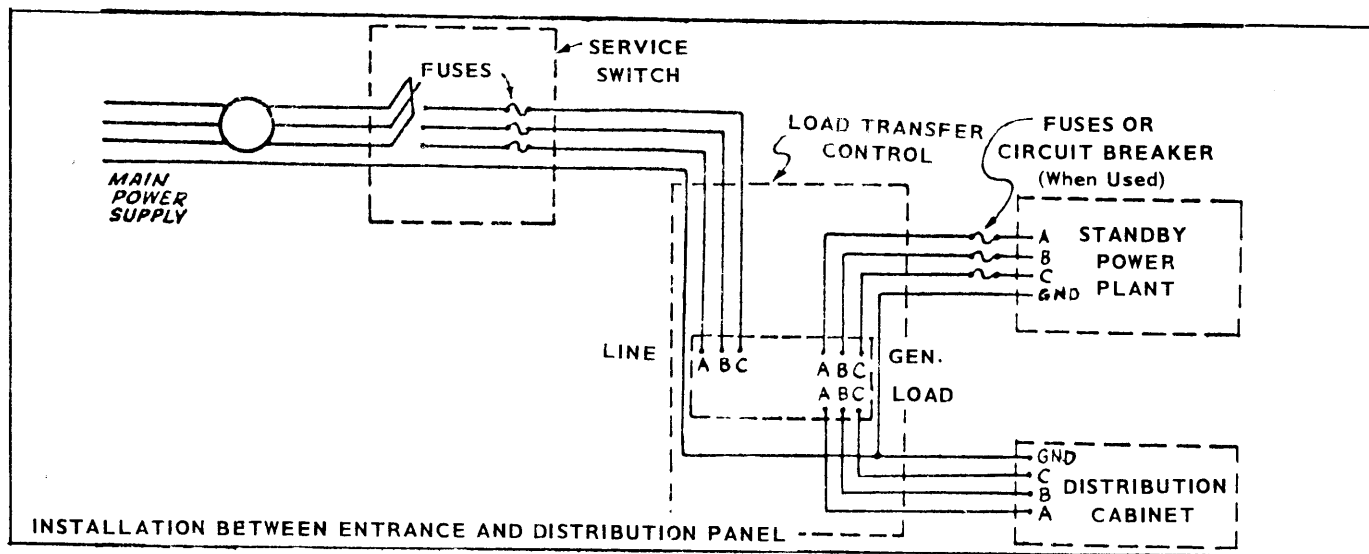 SERVICE
SWITCH
FUSES
LOAD TRANSFER
CONTROL
FUSES OR
CIRCUIT BREAKER
(When Used)
MAIN
POWER
SUPPLY
A
B
C
GND
STANDBY
POWER
PLANT
LINE
A B C
A B C
GEN.
A B C
LOAD
GND
C
B
A
DISTRIBUTION
CABINET
INSTALLATION BETWEEN ENTRANCE AND DISTRIBUTION PANEL